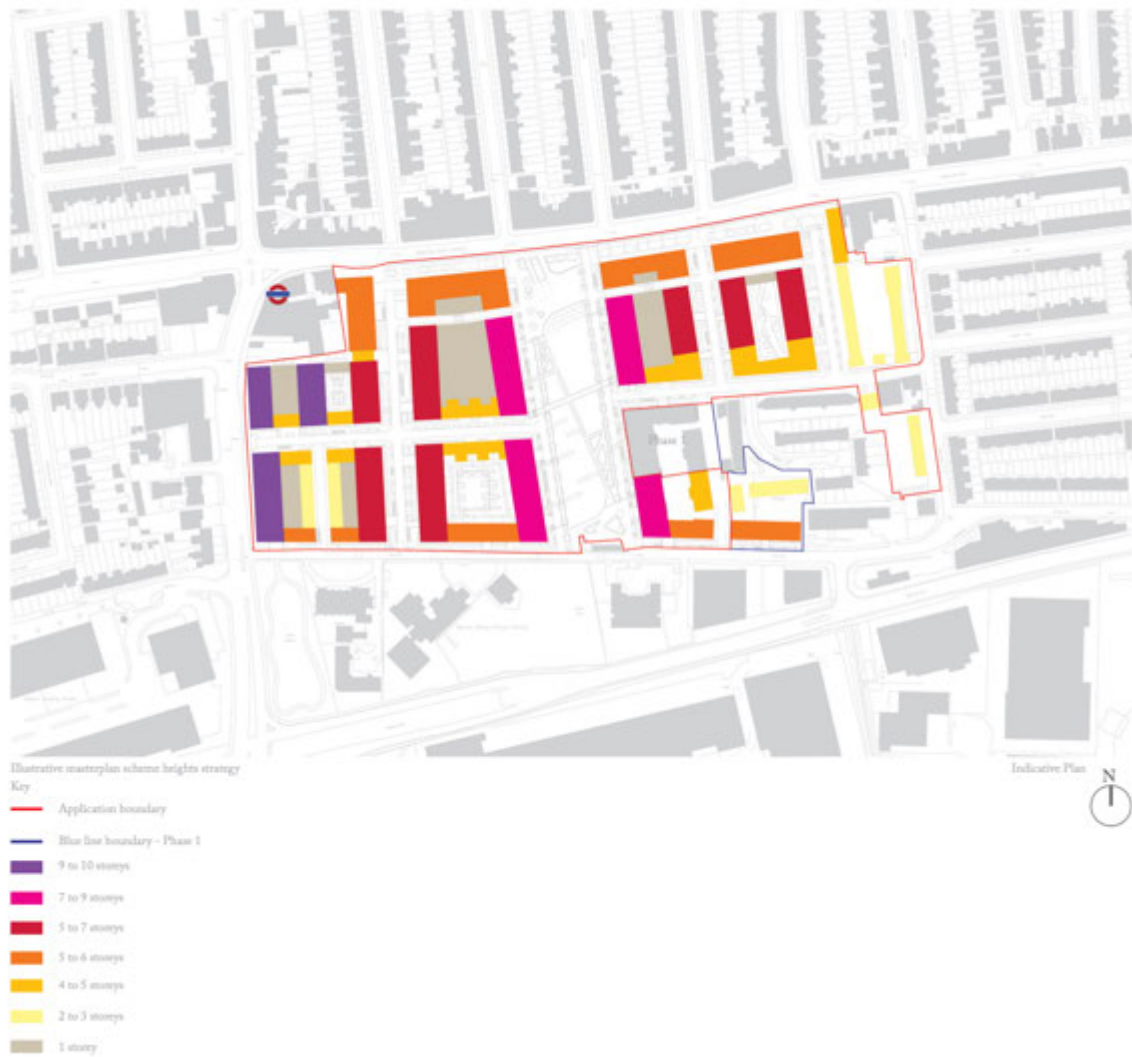 Phase
Illustrative masterplan scheme heights strategy
Indicative Plan
Key
N
Application boundary
Blue line boundary - Phase 1
9 to 10 storeys
7 to 9 storeys
5 to 7 storeys
5 to 6 storeys
4 to 5 storeys
2 to 3 storeys
1 storey